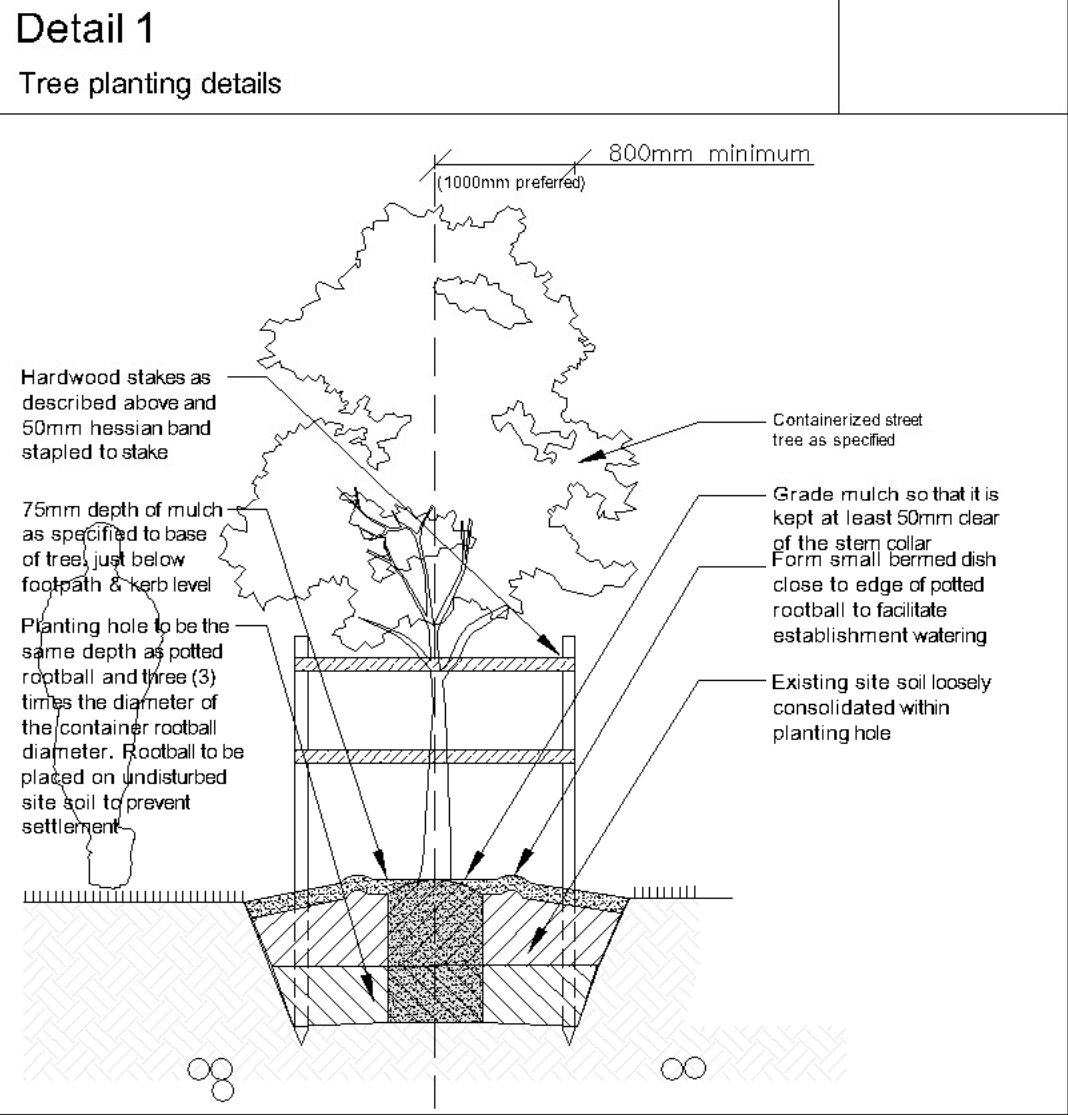 Detail 1
Tree planting details
800mm minimum
(1000mm preferred)
Hardwood stakes as
described above and
50mm hessian band
stapled to stake
75mm depth of mulch
as specified to base
of tree, just below
footpath & kerb level
Planting hole to be the
same depth as potted
rootball and three (3)
times the diameter of
the container rootball
diameter. Rootball to be
placed on undisturbed
site soil to prevent
settlement
Containerized street
tree as specified
Grade mulch so that it is
kept at least 50mm clear
of the stem collar
Form small bermed dish
close to edge of potted
rootball to facilitate
establishment watering
Existing site soil loosely
consolidated within
planting hole